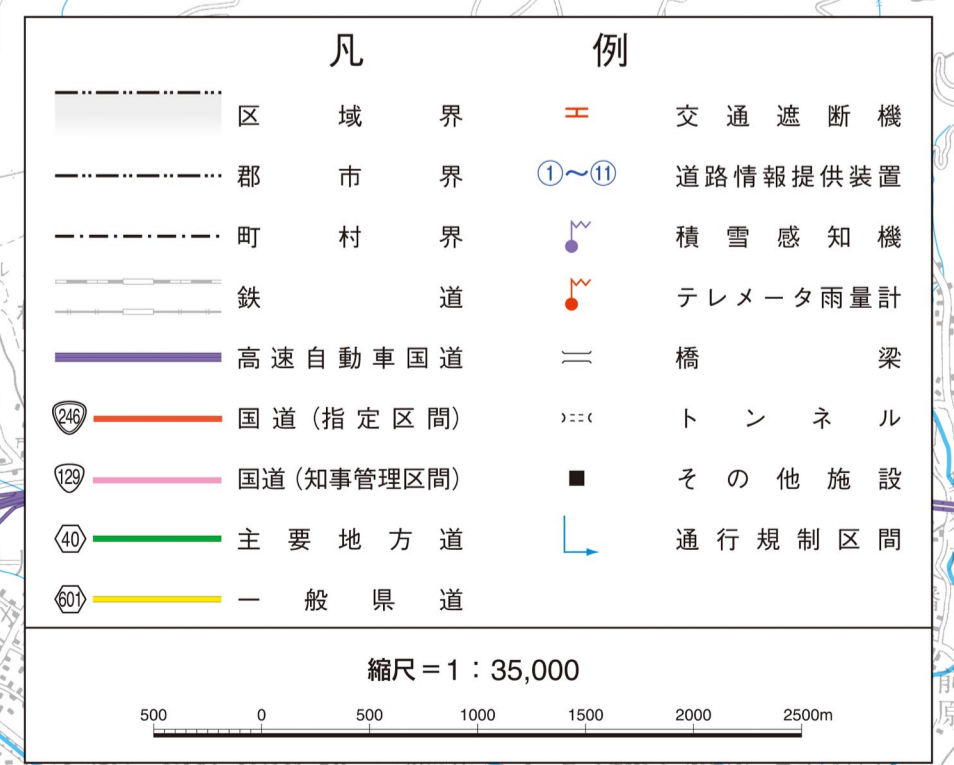 凡例
区域界
郡市界
町村界
鉄道
高速自動車国道
246 国道（指定区間）
129 国道（知事管理区間）
40 主要地方道
601 一般県道
交通遮断機
①〜⑪ 道路情報提供装置
積雪感知機
テレメータ雨量計
橋梁
トンネル
その他施設
通行規制区間
縮尺＝1：35,000
500 0 500 1000 1500 2000 2500m
前
原